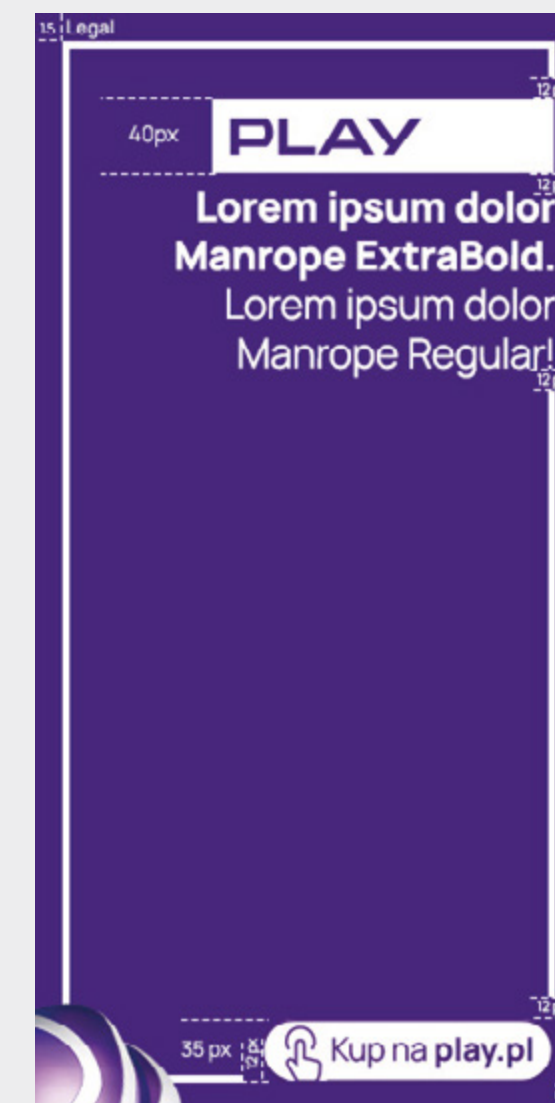 15 Legal
12
40px PLAY
12
Lorem ipsum dolor
Manrope ExtraBold.
Lorem ipsum dolor
Manrope Regular!
12
12
35 px
Kup na play.pl